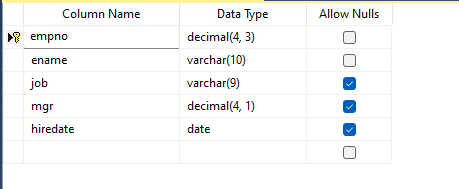 Column Name Data Type Allow Nulls
empno decimal(4, 3)
ename varchar(10)
job varchar(9)
mgr decimal(4, 1)
hiredate date